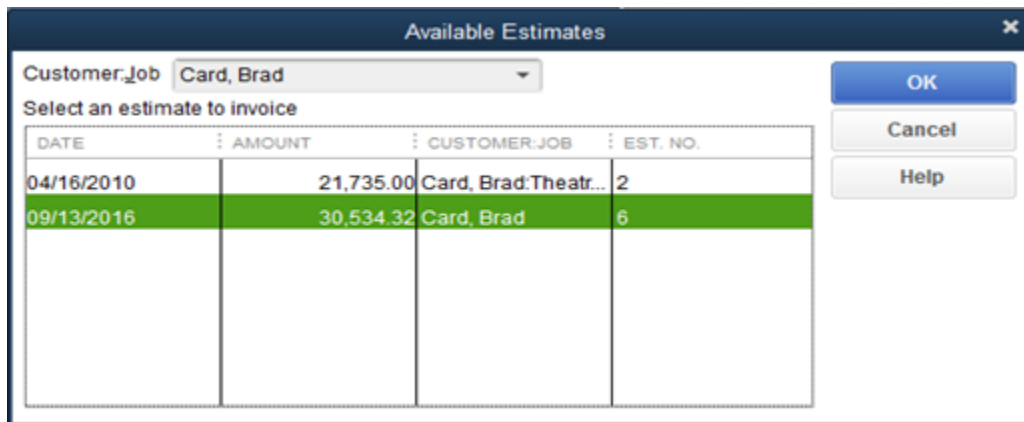 Available Estimates
Customer:Job Card, Brad
OK
Select an estimate to invoice
Cancel
DATE AMOUNT CUSTOMER:JOB EST. NO.
Help
04/16/2010 21,735.00 Card, Brad:Theatr... 2
09/13/2016 30,534.32 Card, Brad 6